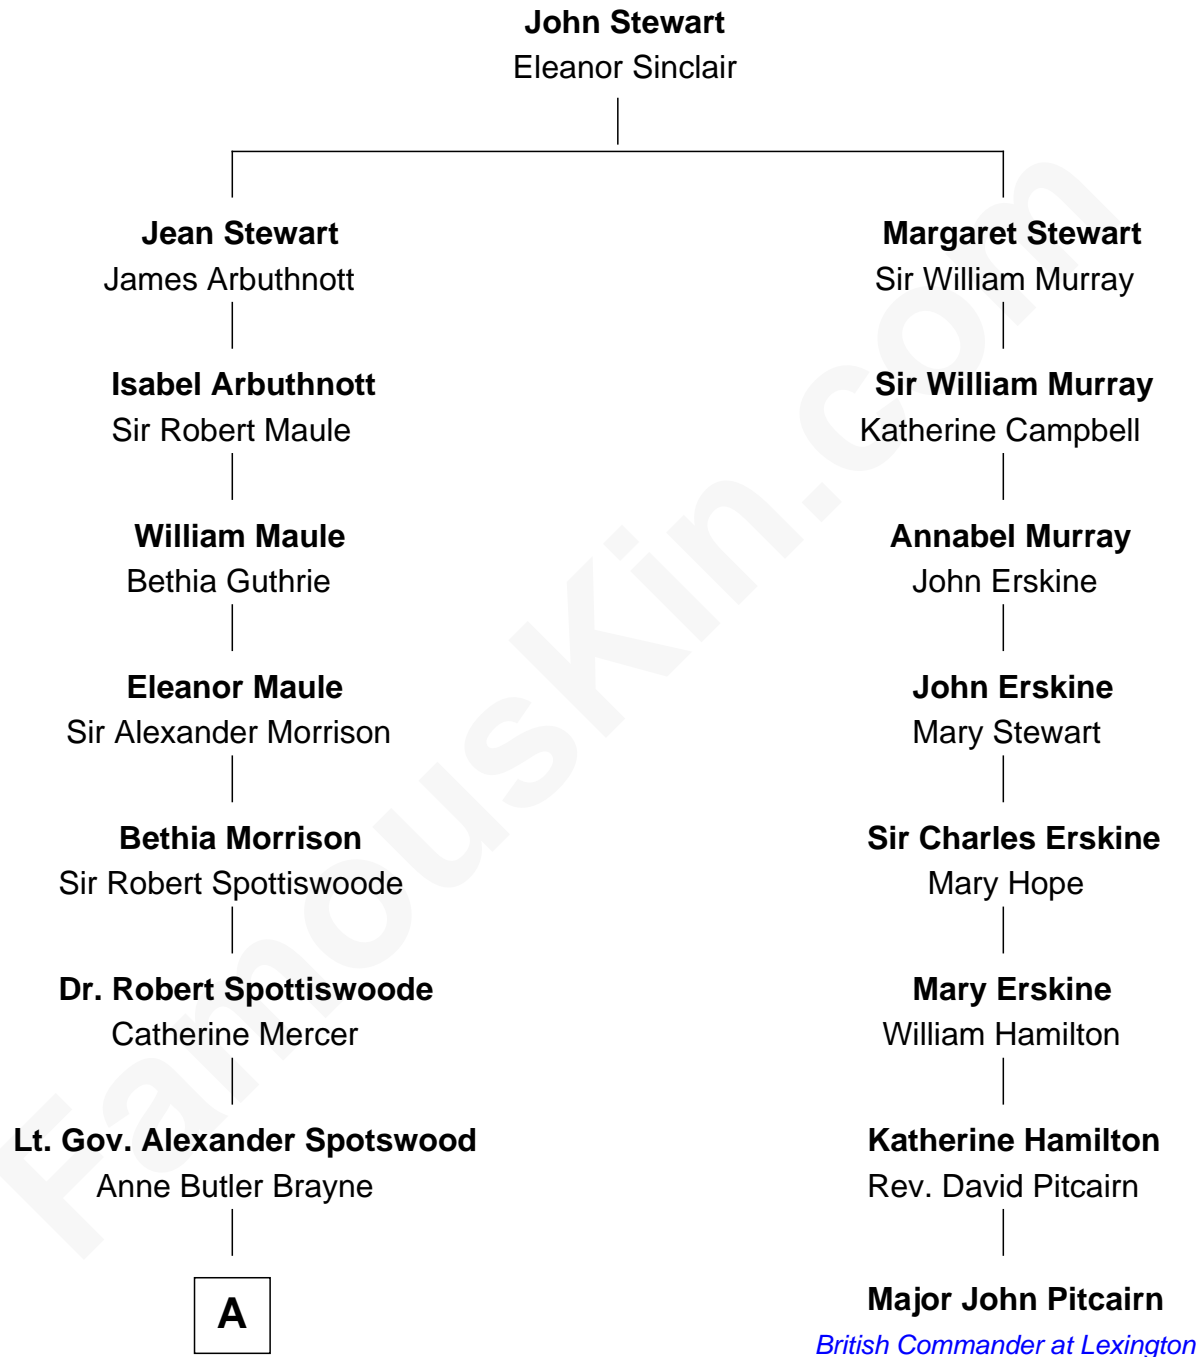 John Stewart
Eleanor Sinclair
Jean Stewart
James Arbuthnott
Margaret Stewart
Sir William Murray
Isabel Arbuthnott
Sir Robert Maule
Sir William Murray
Katherine Campbell
William Maule
Bethia Guthrie
Annabel Murray
John Erskine
Eleanor Maule
Sir Alexander Morrison
John Erskine
Mary Stewart
Bethia Morrison
Sir Robert Spottiswoode
Sir Charles Erskine
Mary Hope
Dr. Robert Spottiswoode
Catherine Mercer
Mary Erskine
William Hamilton
Lt. Gov. Alexander Spotswood
Anne Butler Brayne
Katherine Hamilton
Rev. David Pitcairn
A
Major John Pitcairn
British Commander at Lexington
FamousKin.com